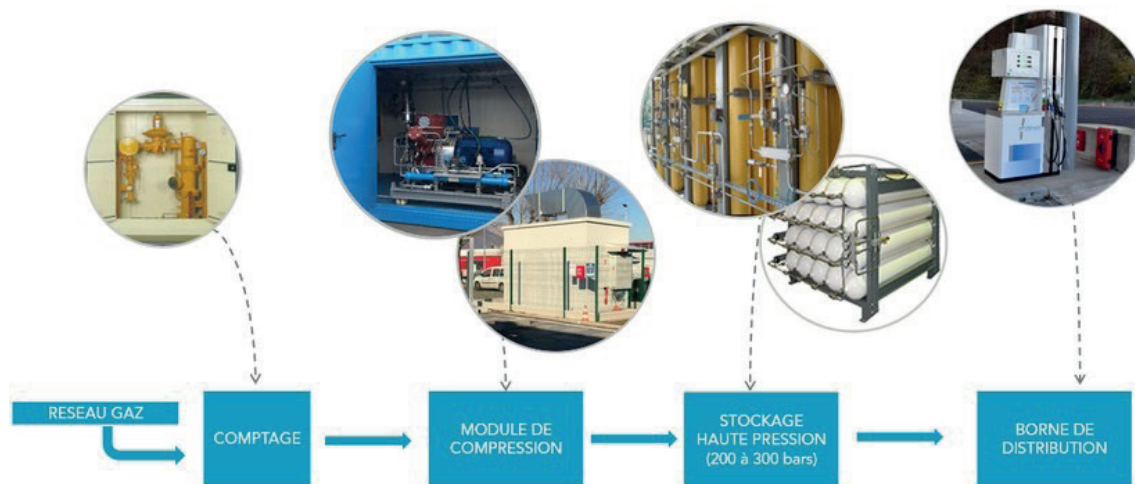 RESEAU GAZ
COMPTAGE
MODULE DE
COMPRESSION
STOCKAGE
HAUTE PRESSION
(200 à 300 bars)
BORNE DE
DISTRIBUTION